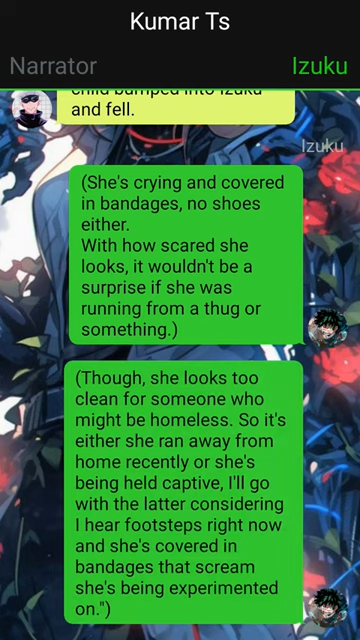 Kumar Ts
Narrator
Izuku
child bumped into Izuku
and fell.
Izuku
(She's crying and covered
in bandages, no shoes
either.
With how scared she
looks, it wouldn't be a
surprise if she was
running from a thug or
something.)
(Though, she looks too
clean for someone who
might be homeless. So it's
either she ran away from
home recently or she's
being held captive, I'll go
with the latter considering
I hear footsteps right now
and she's covered in
bandages that scream
she's being experimented
on.")